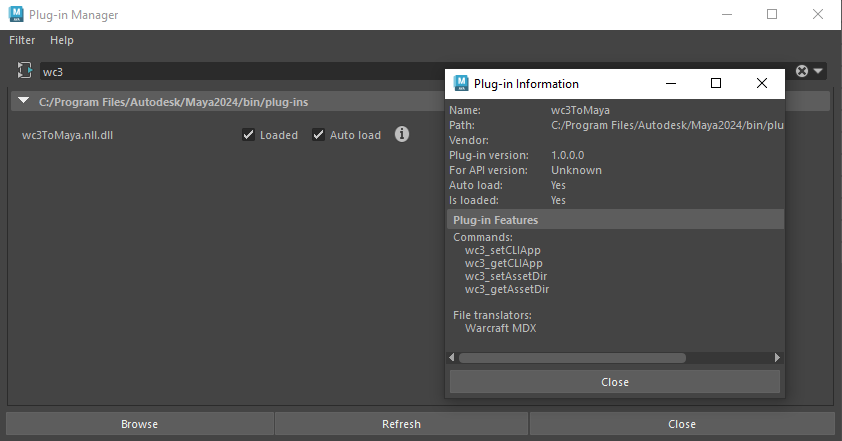 Plug-in Manager
Filter Help
wc3
C:/Program Files/Autodesk/Maya2024/bin/plug-ins
wc3ToMaya.nll.dll Loaded Auto load
Plug-in Information
Name: wc3ToMaya
Path: C:/Program Files/Autodesk/Maya2024/bin/plu
Vendor:
Plug-in version: 1.0.0.0
For API version: Unknown
Auto load: Yes
Is loaded: Yes
Plug-in Features
Commands:
wc3_setCLIApp
wc3_getCLIApp
wc3_setAssetDir
wc3_getAssetDir
File translators:
Warcraft MDX
Close
Browse Refresh Close